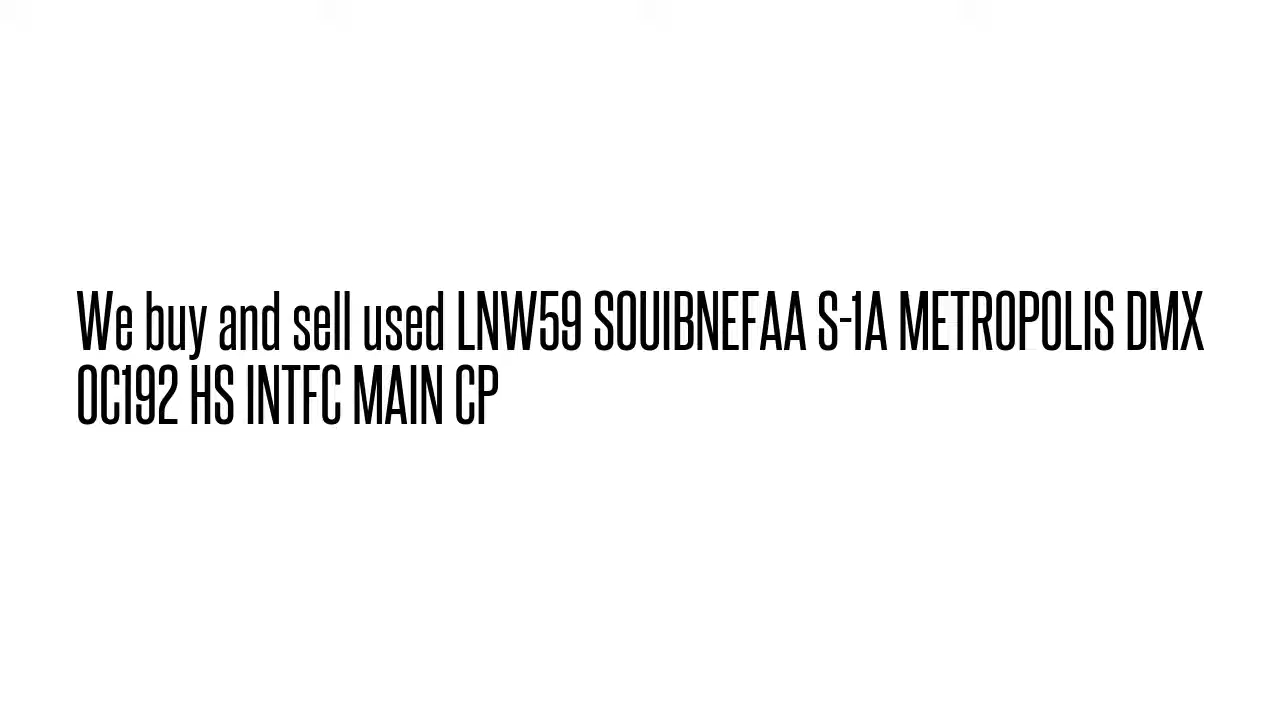 We buy and sell used LNW59 SOUIBNEFAA S-1A METROPOLIS DMX
OC192 HS INTFC MAIN CP